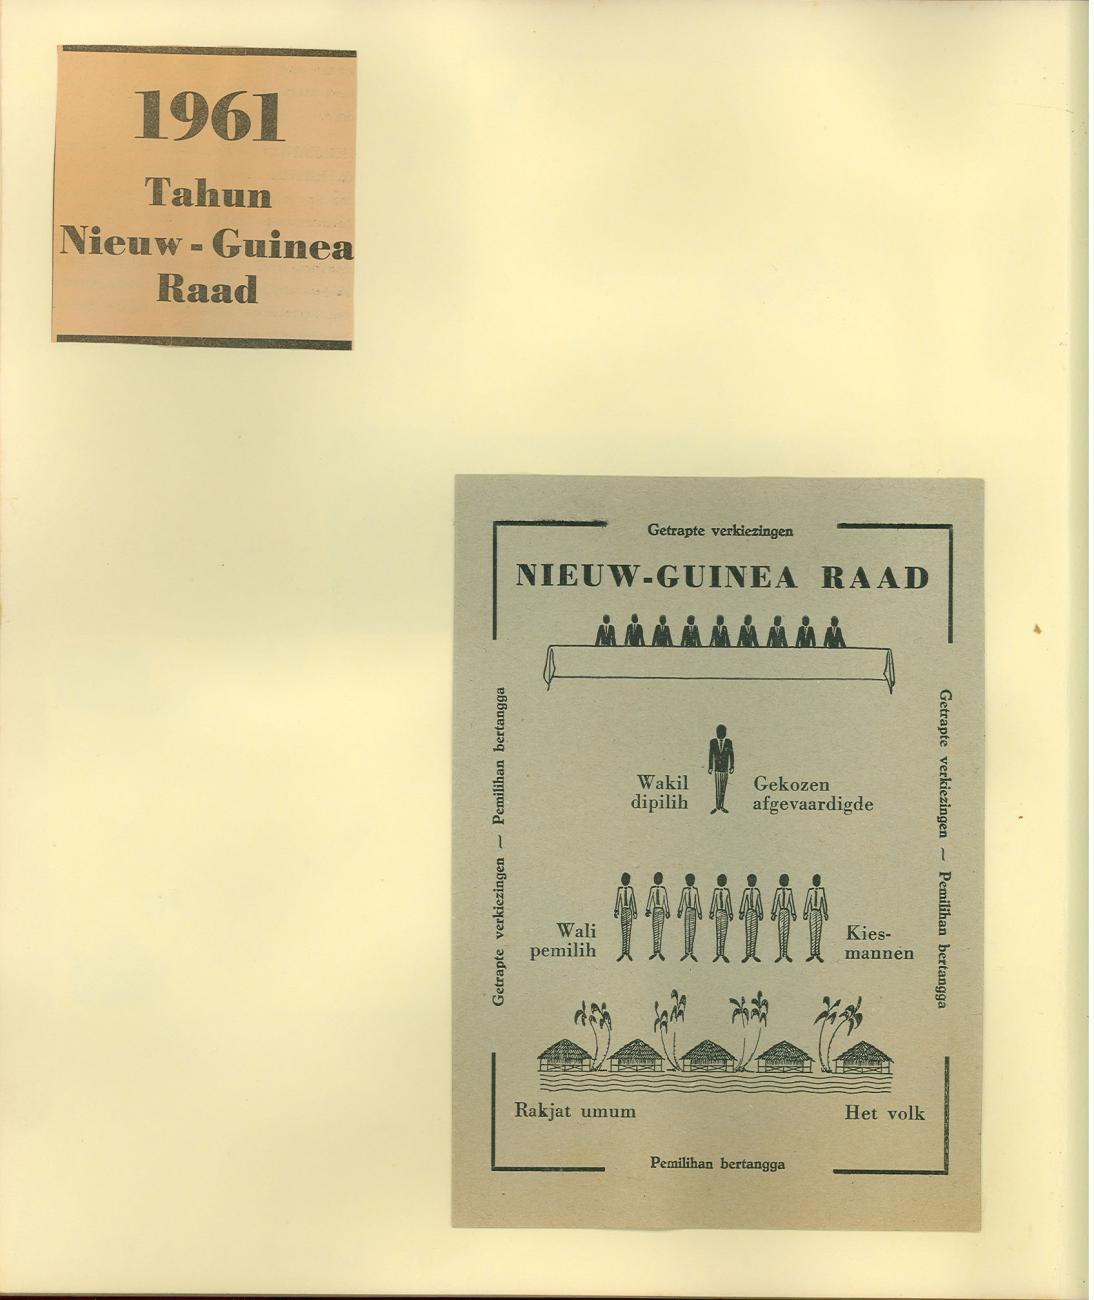 1961
Tahun
Nieuw - Guinea
Raad
Getrapte verkiezingen
NIEUW-GUINEA RAAD
Getrapte verkiezingen — Pemilihan bertangga
Getrapte verkiezingen — Pemilihan bertangga
Wakil
dipilih
Gekozen
afgevaardigde
Wali
pemilih
Kies-
mannen
Rakjat umum
Het volk
Pemilihan bertangga